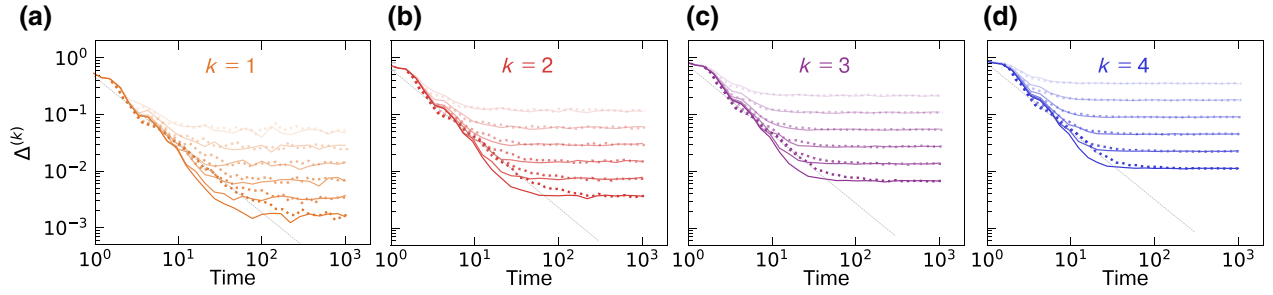 (a) (b) (c) (d)
k = 1 k = 2 k = 3 k = 4
Δ^(k)
10^0
10^−1
10^−2
10^−3
10^0 10^1 10^2 10^3 10^0 10^1 10^2 10^3 10^0 10^1 10^2 10^3 10^0 10^1 10^2 10^3
Time Time Time Time